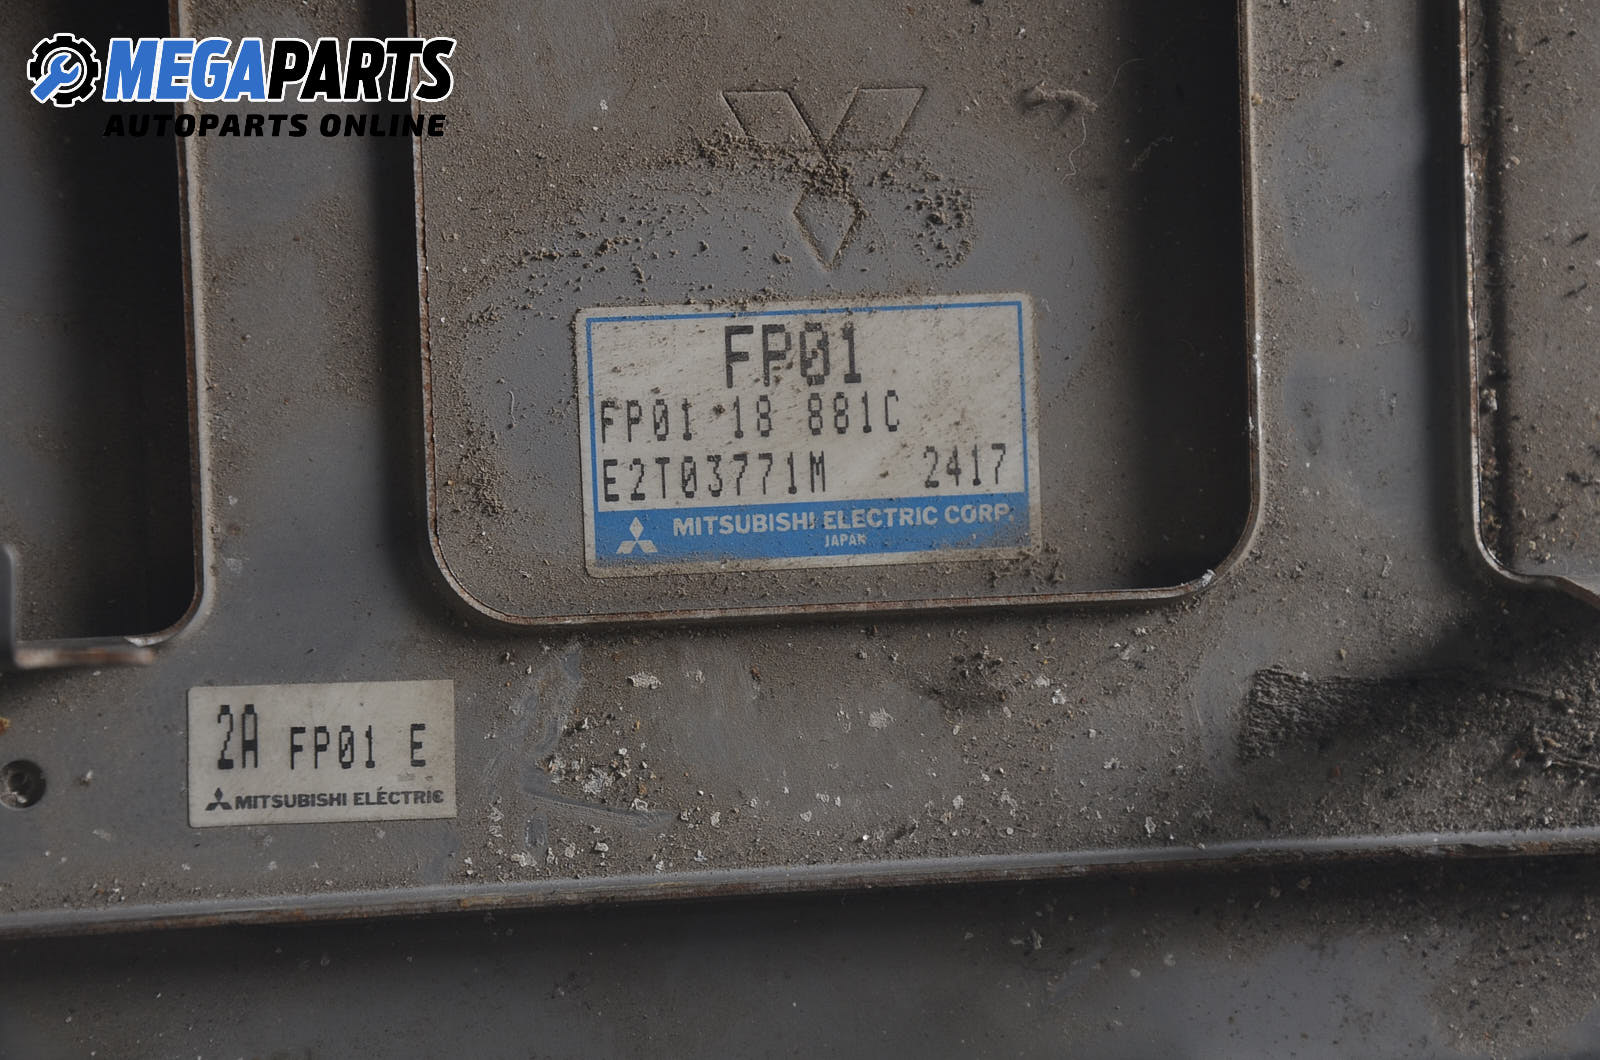 MEGAPARTS
AUTOPARTS ONLINE
FP01
FP01 18 881C
E2T03771M 2417
MITSUBISHI ELECTRIC CORP.
JAPAN
2A FP01 E
MITSUBISHI ELECTRIC